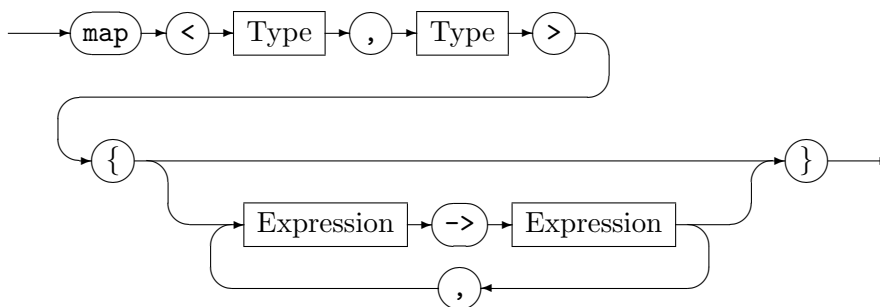 map < Type , Type >
{ }
Expression -> Expression
,